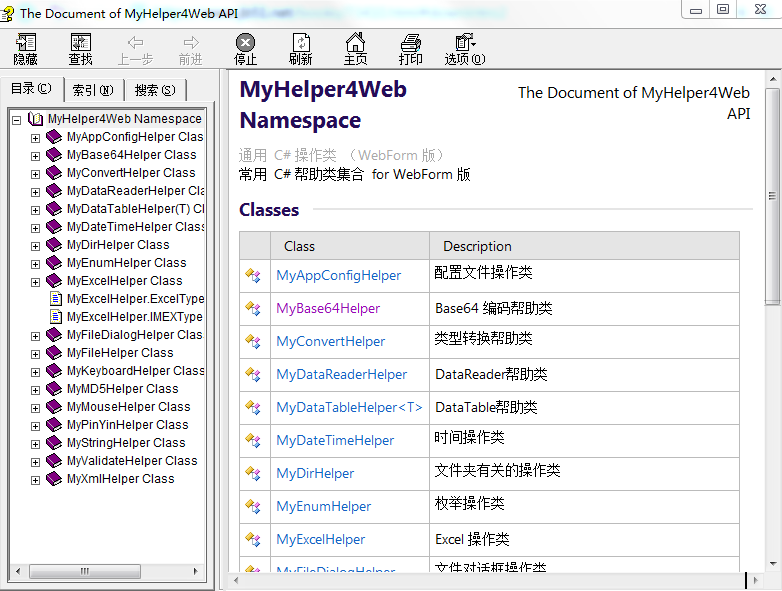 The Document of MyHelper4Web API
隐藏 查找 上一步 前进 停止 刷新 主页 打印 选项(O)
目录(C) 索引(N) 搜索(S)
MyHelper4Web Namespace
MyAppConfigHelper Clas
MyBase64Helper Class
MyConvertHelper Class
MyDataReaderHelper Cla
MyDataTableHelper(T) Cl
MyDateTimeHelper Class
MyDirHelper Class
MyEnumHelper Class
MyExcelHelper Class
MyExcelHelper.ExcelType
MyExcelHelper.IMEXType
MyFileDialogHelper Clas
MyFileHelper Class
MyKeyboardHelper Class
MyMD5Helper Class
MyMouseHelper Class
MyPinYinHelper Class
MyStringHelper Class
MyValidateHelper Class
MyXmlHelper Class
MyHelper4Web
Namespace
The Document of MyHelper4Web
API
通用 C# 操作类 （WebForm 版）
常用 C# 帮助类集合 for WebForm 版
Classes
Class Description
MyAppConfigHelper 配置文件操作类
MyBase64Helper Base64 编码帮助类
MyConvertHelper 类型转换帮助类
MyDataReaderHelper DataReader帮助类
MyDataTableHelper<T> DataTable帮助类
MyDateTimeHelper 时间操作类
MyDirHelper 文件夹有关的操作类
MyEnumHelper 枚举操作类
MyExcelHelper Excel 操作类
MyFileDialogHelper 文件对话框操作类